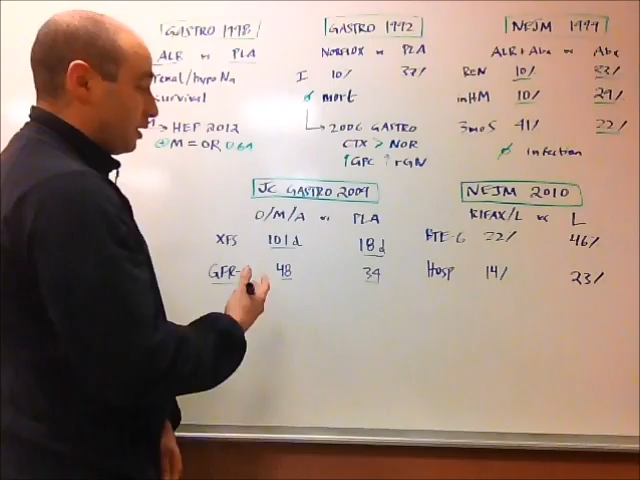 GASTRO 1998
ALB vs PLA
renal/hypo Na
survival
→ HEP 2012
⊕M = OR 0.64
GASTRO 1992
NORFLOX vs PLA
I 10% 37%
ø mort
→ 2006 GASTRO
CTX > NOR
↑GPC ↑rGN
NEJM 1999
ALB + Abx vs Abx
REN 10% 33%
inHM 10% 29%
3mos 41% 22%
ø infection
JC GASTRO 2009
O/M/A vs PLA
XFS 101d 18d
GFR 48 34
NEJM 2010
RIFAX/L vs L
BTE-6 22% 46%
Hosp 14% 23%